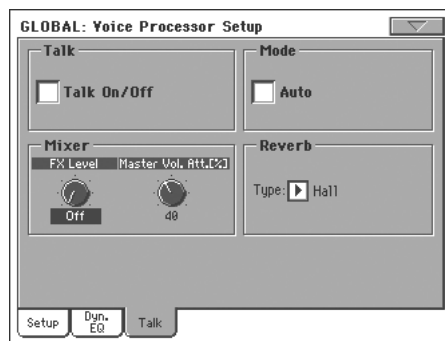 GLOBAL: Voice Processor Setup
Talk
Talk On/Off
Mode
Auto
Mixer
FX Level Master Vol. Att.[%]
Off 40
Reverb
Type: Hall
Setup Dyn. EQ Talk